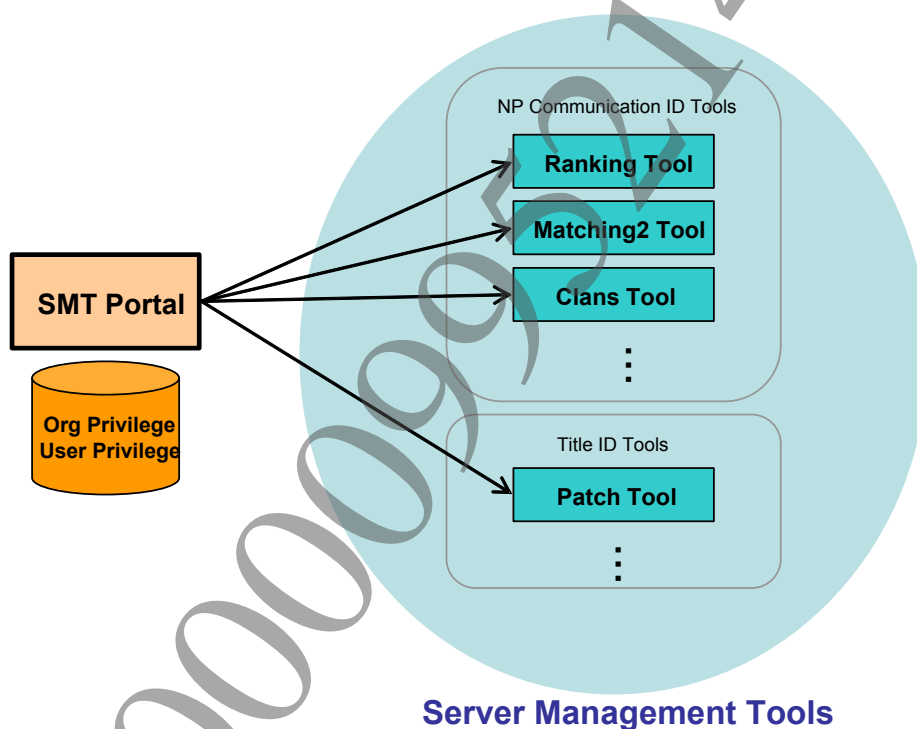 NP Communication ID Tools
Ranking Tool
Matching2 Tool
Clans Tool
SMT Portal
Org Privilege
User Privilege
Title ID Tools
Patch Tool
Server Management Tools